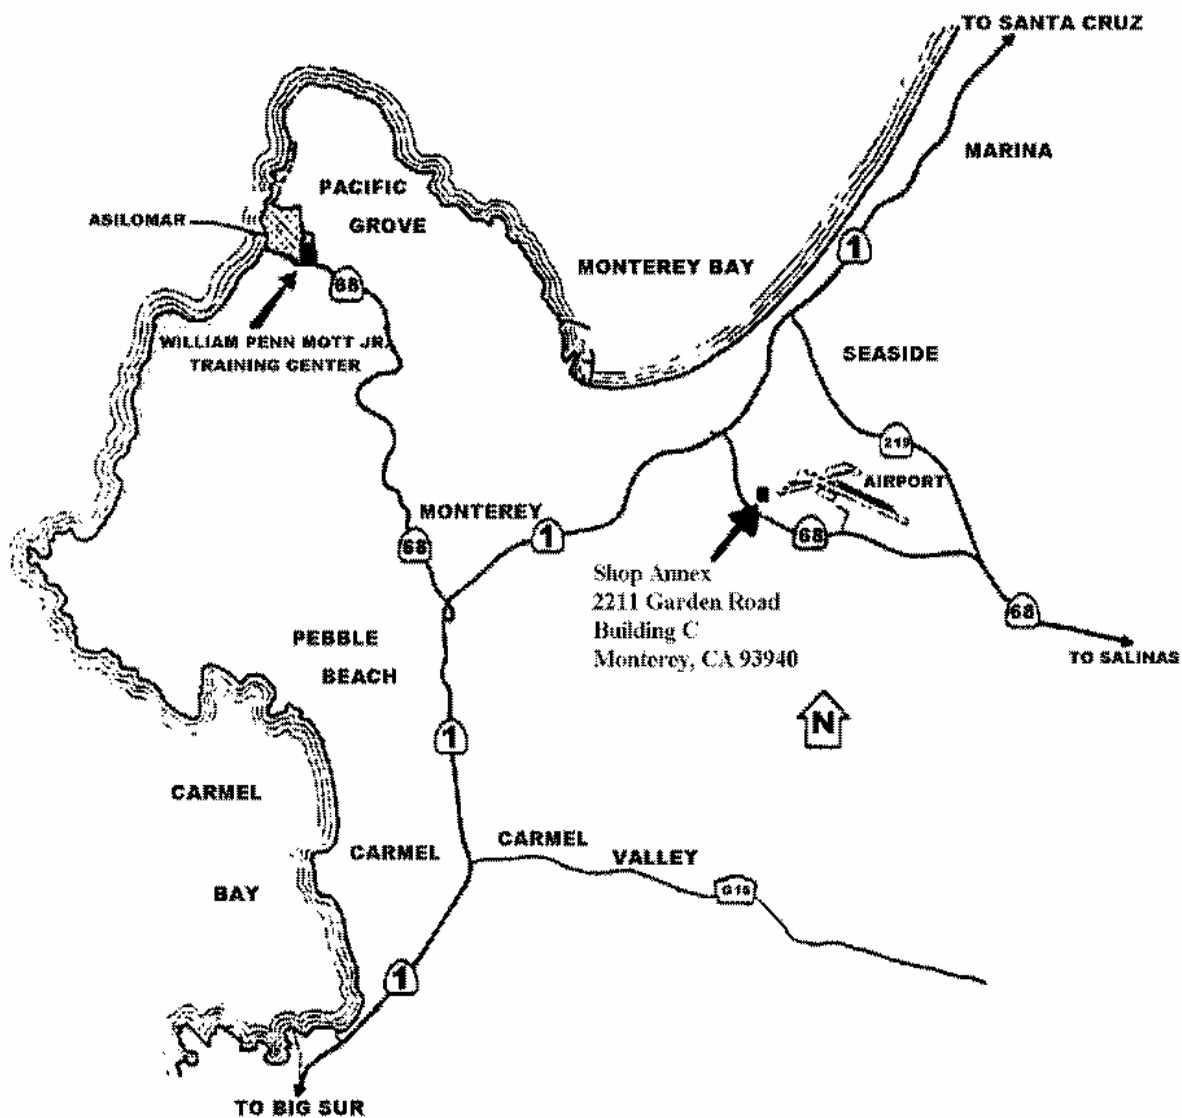 TO SANTA CRUZ
MARINA
PACIFIC
GROVE
ASILOMAR
1
MONTEREY BAY
68
WILLIAM PENN MOTT JR.
TRAINING CENTER
SEASIDE
219
AIRPORT
MONTEREY
1
68
68
Shop Annex
2211 Garden Road
Building C
Monterey, CA 93940
68
TO SALINAS
PEBBLE
BEACH
N
1
CARMEL
BAY
CARMEL
CARMEL
VALLEY
G16
1
TO BIG SUR